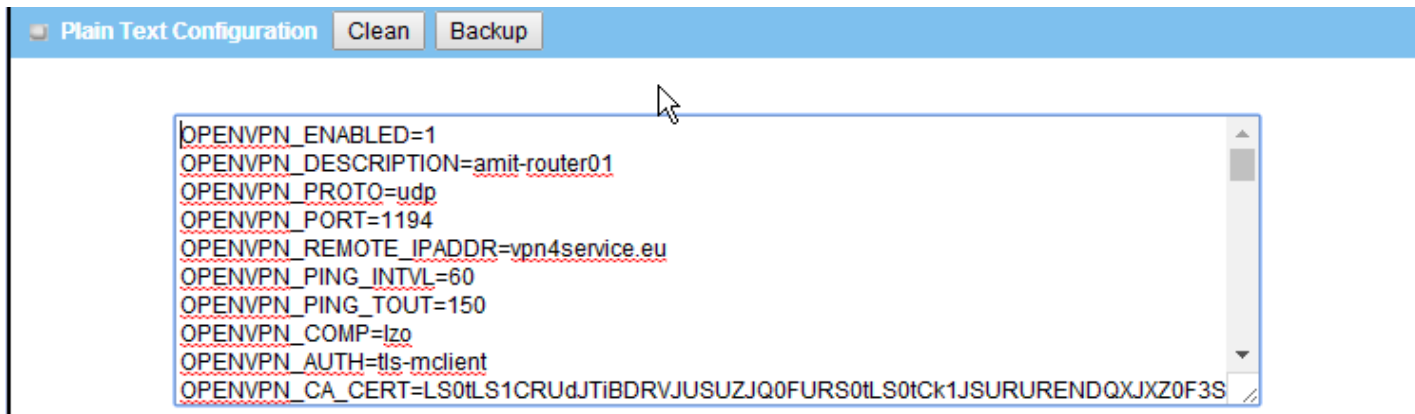 Plain Text Configuration Clean Backup
OPENVPN_ENABLED=1
OPENVPN_DESCRIPTION=amit-router01
OPENVPN_PROTO=udp
OPENVPN_PORT=1194
OPENVPN_REMOTE_IPADDR=vpn4service.eu
OPENVPN_PING_INTVL=60
OPENVPN_PING_TOUT=150
OPENVPN_COMP=lzo
OPENVPN_AUTH=tls-mclient
OPENVPN_CA_CERT=LS0tLS1CRUdJTiBDRVJUSUZJQ0FURS0tLS0tCk1JSURURENDQXJXZ0F3S